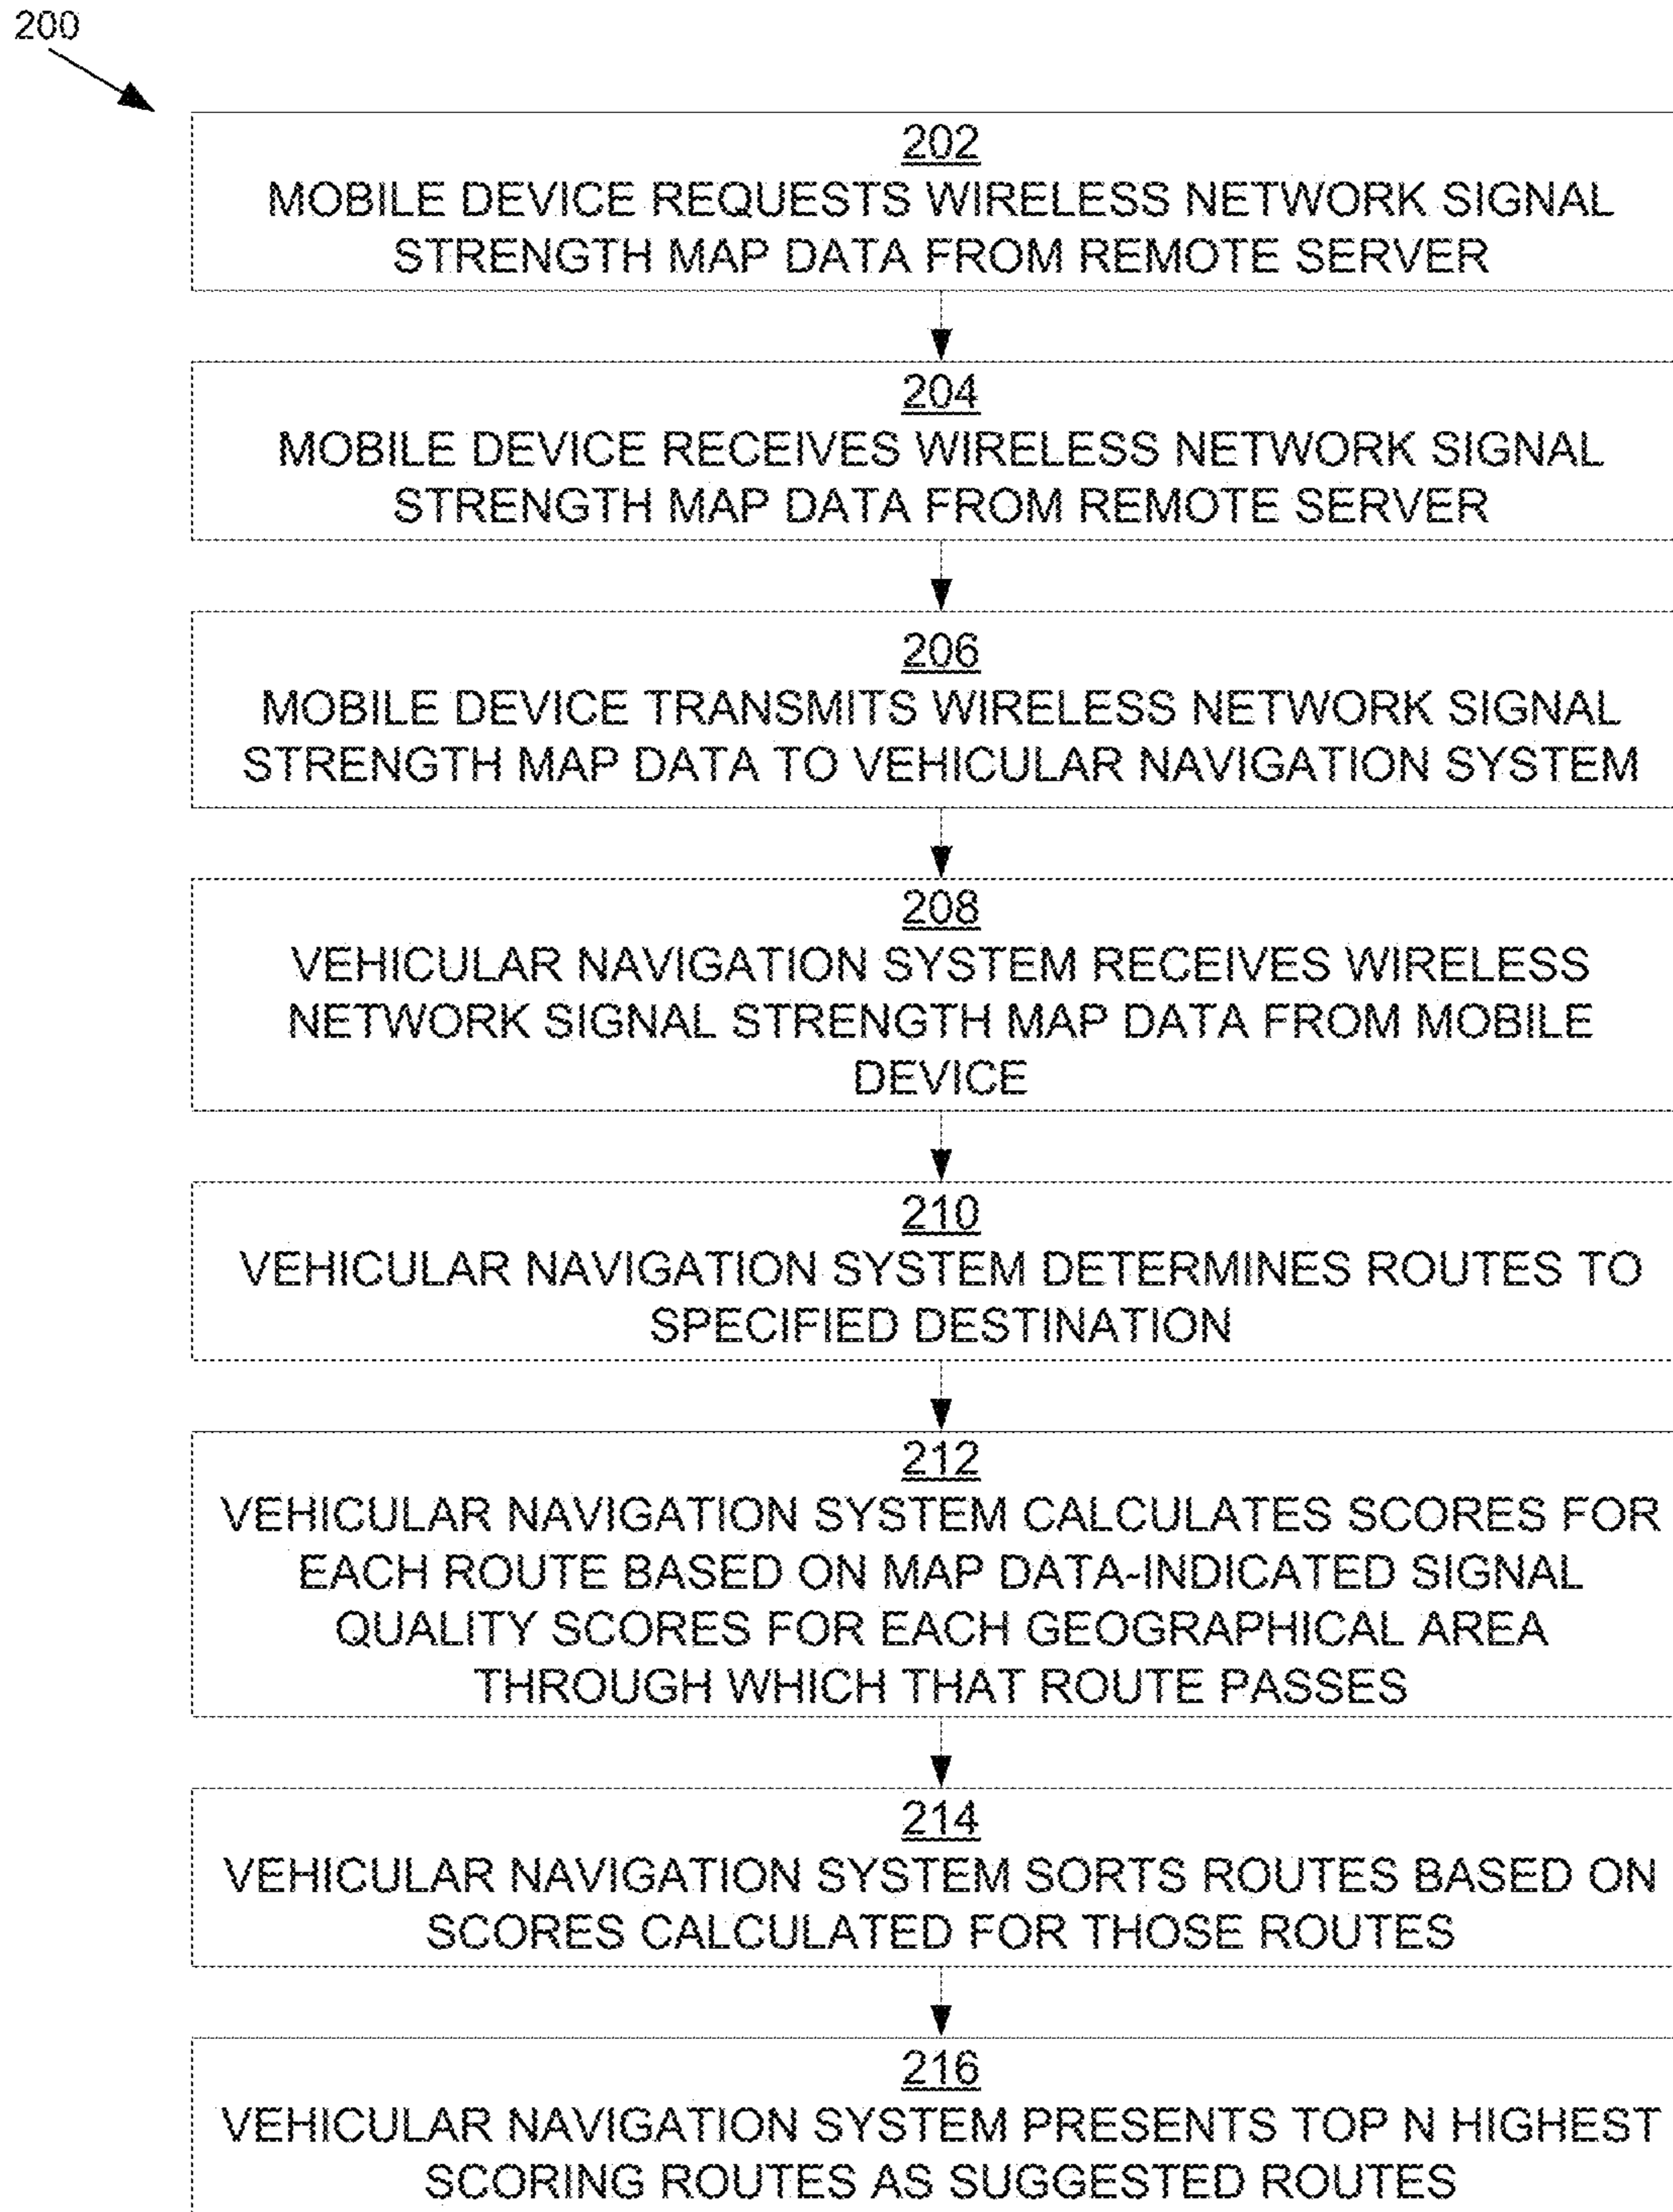 200
202
MOBILE DEVICE REQUESTS WIRELESS NETWORK SIGNAL
STRENGTH MAP DATA FROM REMOTE SERVER
204
MOBILE DEVICE RECEIVES WIRELESS NETWORK SIGNAL
STRENGTH MAP DATA FROM REMOTE SERVER
206
MOBILE DEVICE TRANSMITS WIRELESS NETWORK SIGNAL
STRENGTH MAP DATA TO VEHICULAR NAVIGATION SYSTEM
208
VEHICULAR NAVIGATION SYSTEM RECEIVES WIRELESS
NETWORK SIGNAL STRENGTH MAP DATA FROM MOBILE
DEVICE
210
VEHICULAR NAVIGATION SYSTEM DETERMINES ROUTES TO
SPECIFIED DESTINATION
212
VEHICULAR NAVIGATION SYSTEM CALCULATES SCORES FOR
EACH ROUTE BASED ON MAP DATA-INDICATED SIGNAL
QUALITY SCORES FOR EACH GEOGRAPHICAL AREA
THROUGH WHICH THAT ROUTE PASSES
214
VEHICULAR NAVIGATION SYSTEM SORTS ROUTES BASED ON
SCORES CALCULATED FOR THOSE ROUTES
216
VEHICULAR NAVIGATION SYSTEM PRESENTS TOP N HIGHEST
SCORING ROUTES AS SUGGESTED ROUTES